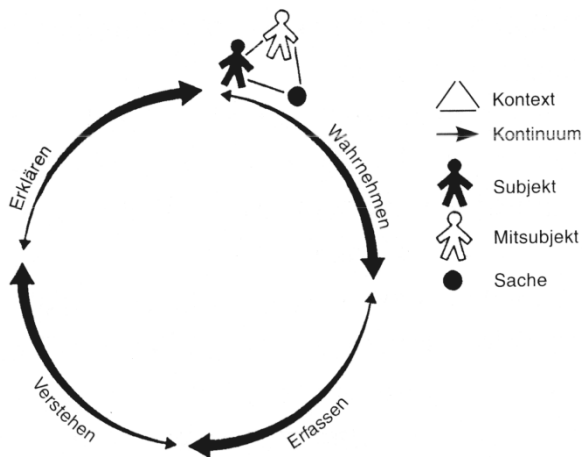 Wahrnehmen
Erfassen
Verstehen
Erklären
Kontext
Kontinuum
Subjekt
Mitsubjekt
Sache